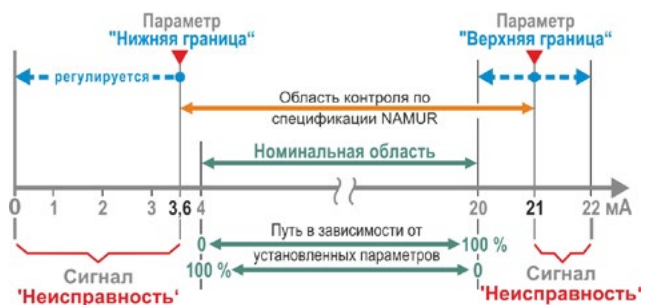 Параметр
"Нижняя граница“
Параметр
"Верхняя граница“
регулируется
Область контроля по
спецификации NAMUR
Номинальная область
0 1 2 3 3,6 4 20 21 22 мА
0 Путь в зависимости от 100 %
100 % установленных параметров 0
Сигнал
'Неисправность'
Сигнал
'Неисправность'